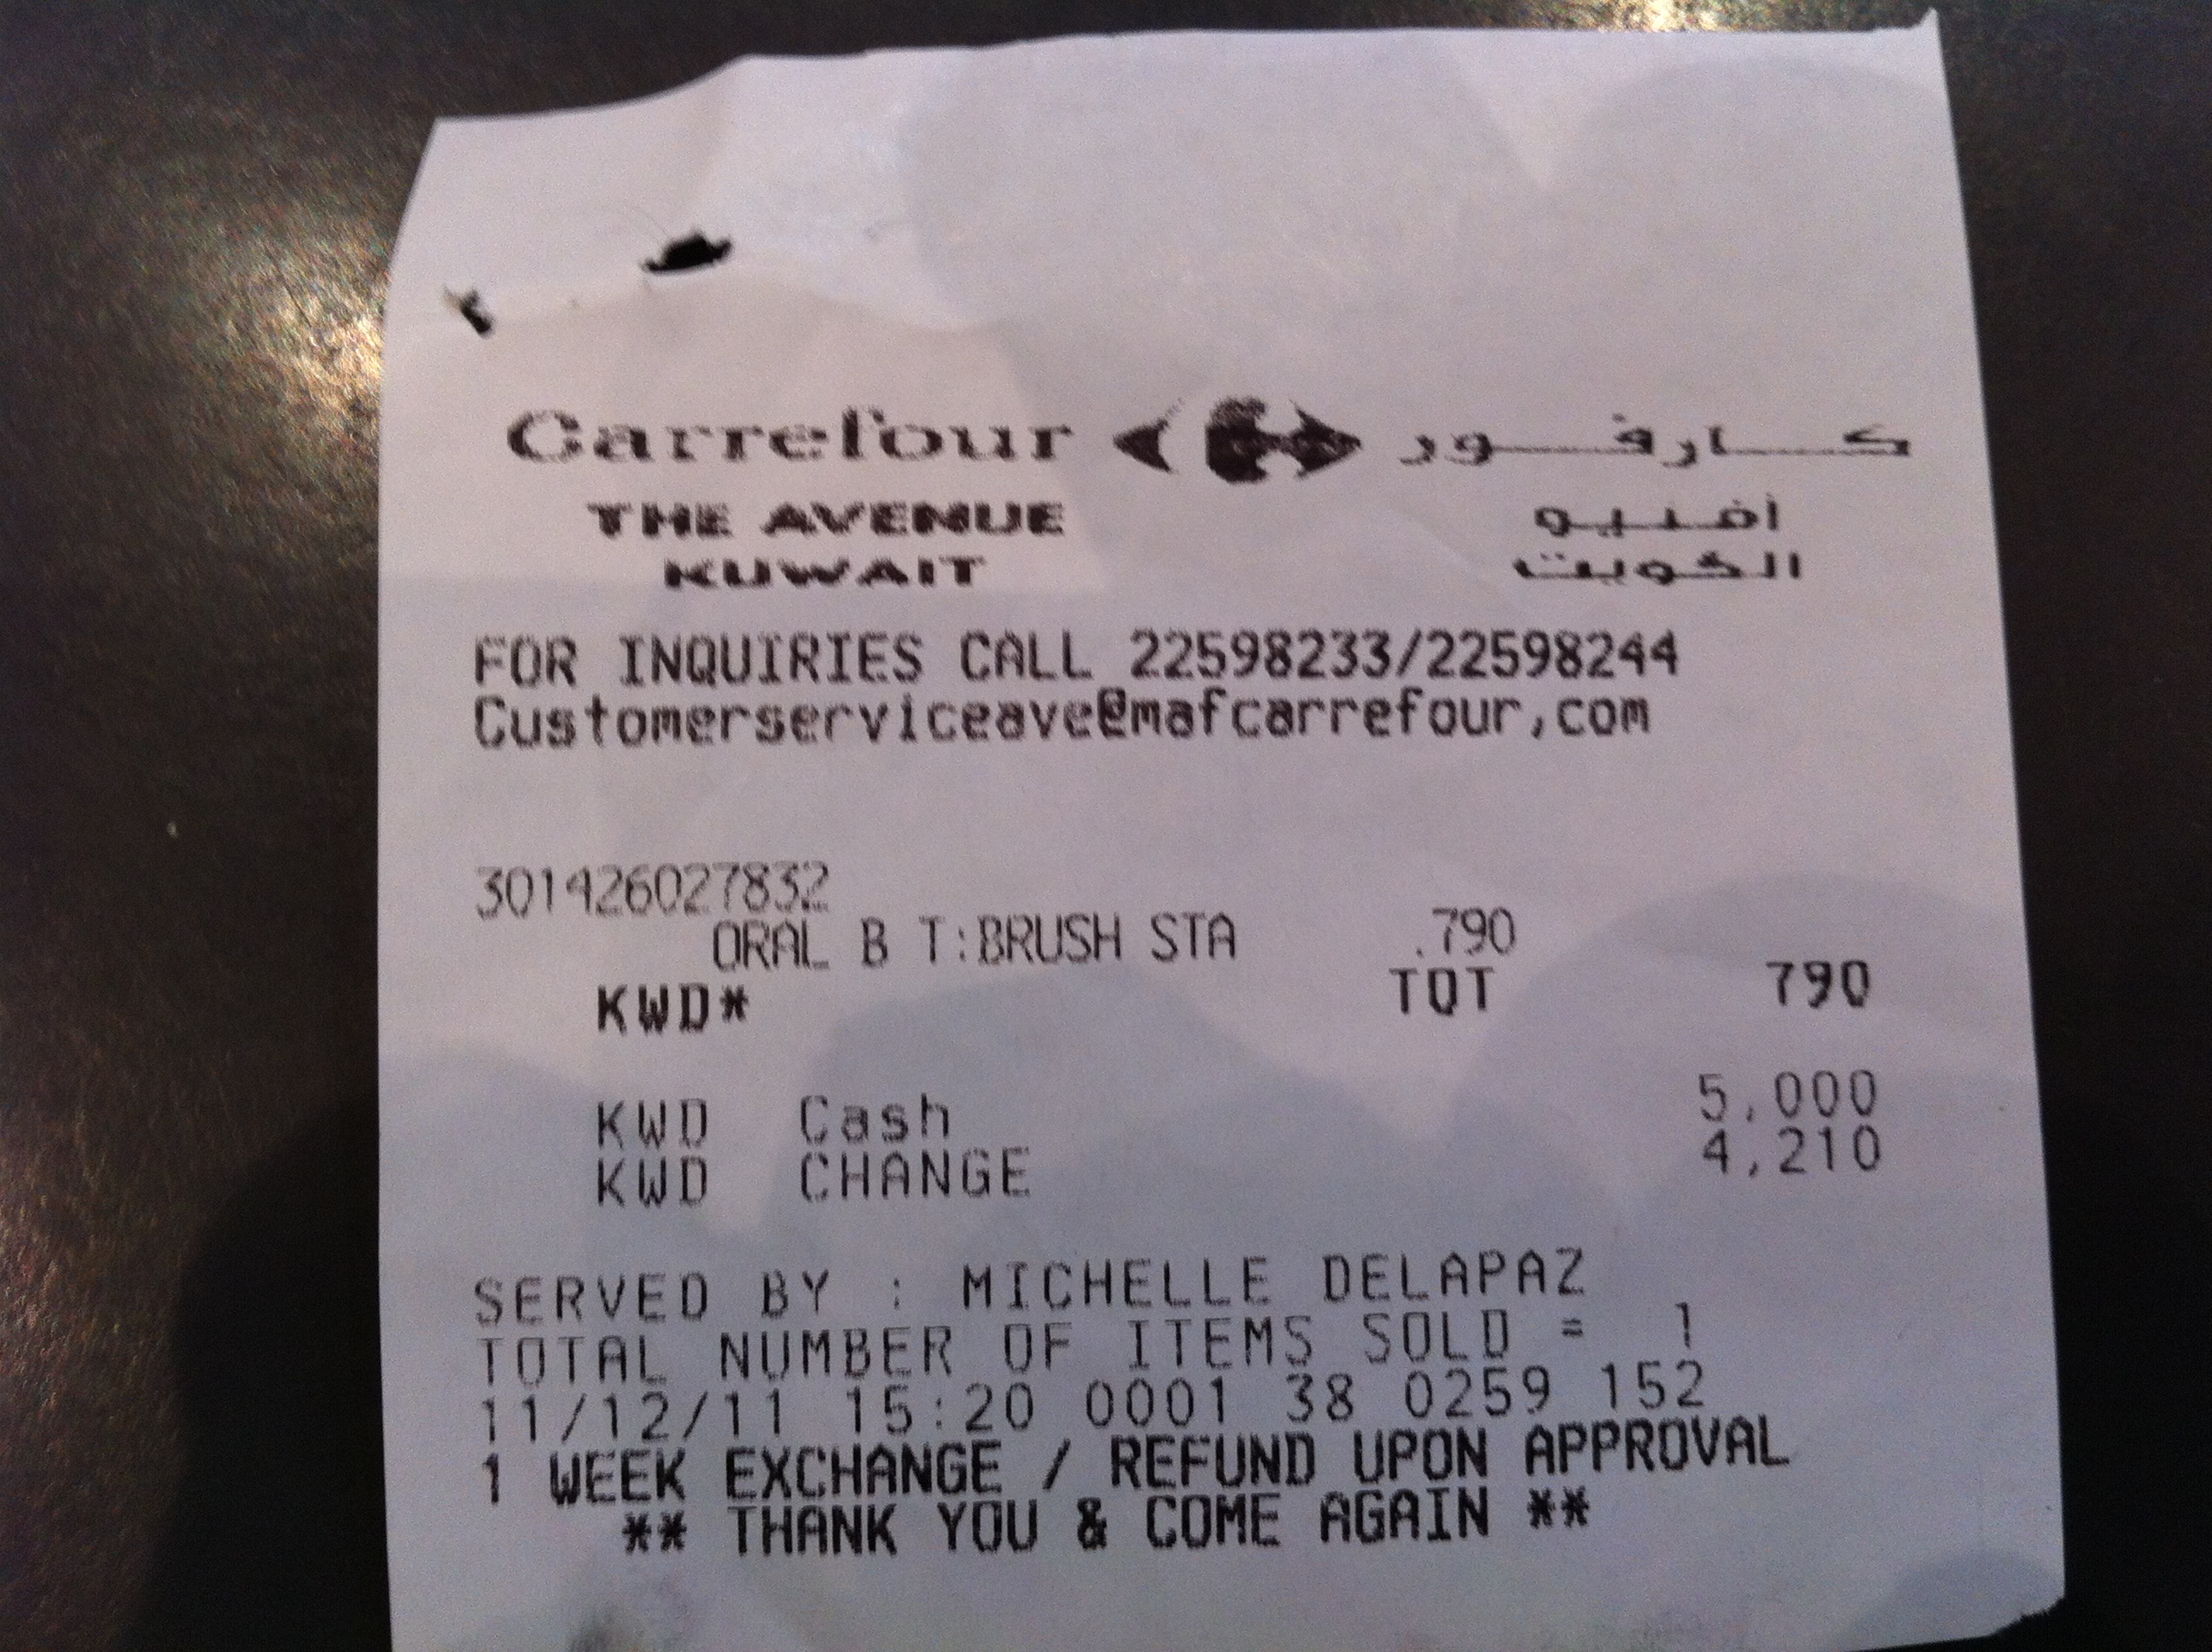 Carrefour كارفور
THE AVENUE أفنيو
KUWAIT الكويت
FOR INQUIRIES CALL 22598233/22598244
Customerserviceave@mafcarrefour,com
301426027832
ORAL B T:BRUSH STA .790
KWD* TOT 790
KWD Cash 5,000
KWD CHANGE 4,210
SERVED BY : MICHELLE DELAPAZ
TOTAL NUMBER OF ITEMS SOLD = 1
11/12/11 15:20 0001 38 0259 152
1 WEEK EXCHANGE / REFUND UPON APPROVAL
** THANK YOU & COME AGAIN **